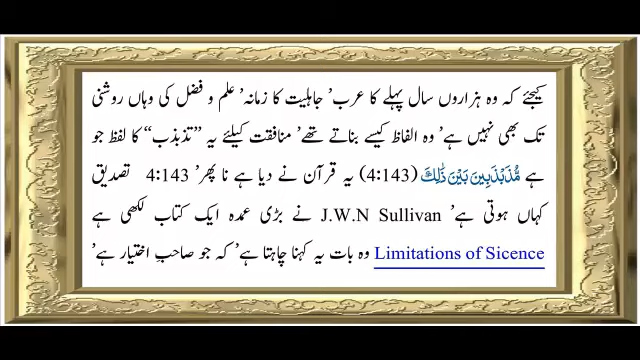 کیجئے کہ وہ ہزاروں سال پہلے کا عرب’ جاہلیت کا زمانہ’ علم و فضل کی وہاں روشنی
تک بھی نہیں ہے’ وہ الفاظ کیسے بناتے تھے’ منافقت کیلئے یہ ”تذبذب“ کا لفظ جو
ہے مُّذَبْذَبِينَ بَيْنَ ذَٰلِكَ (4:143) یہ قرآن نے دیا ہے نا پھر’ 4:143 تصدیق
کہاں ہوتی ہے’ J.W.N Sullivan نے بڑی عمدہ ایک کتاب لکھی ہے
Limitations of Sicence وہ بات یہ کہنا چاہتا ہے’ کہ جو صاحبِ اختیار ہے’